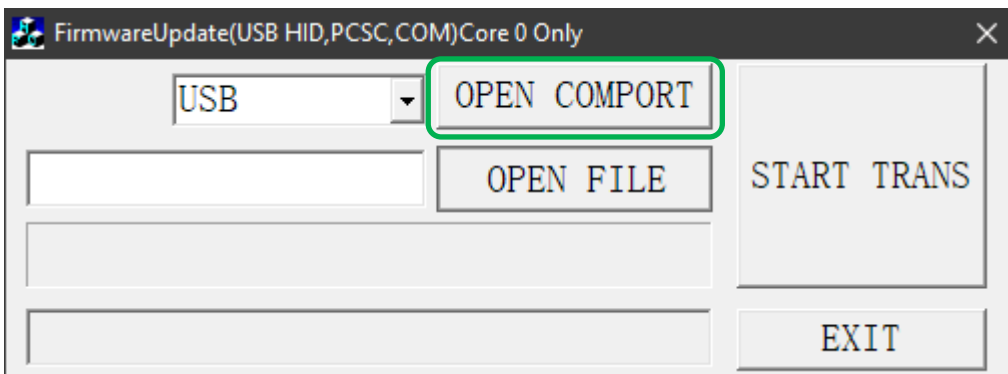 FirmwareUpdate(USB HID,PCSC,COM)Core 0 Only
USB
OPEN COMPORT
OPEN FILE
START TRANS
EXIT